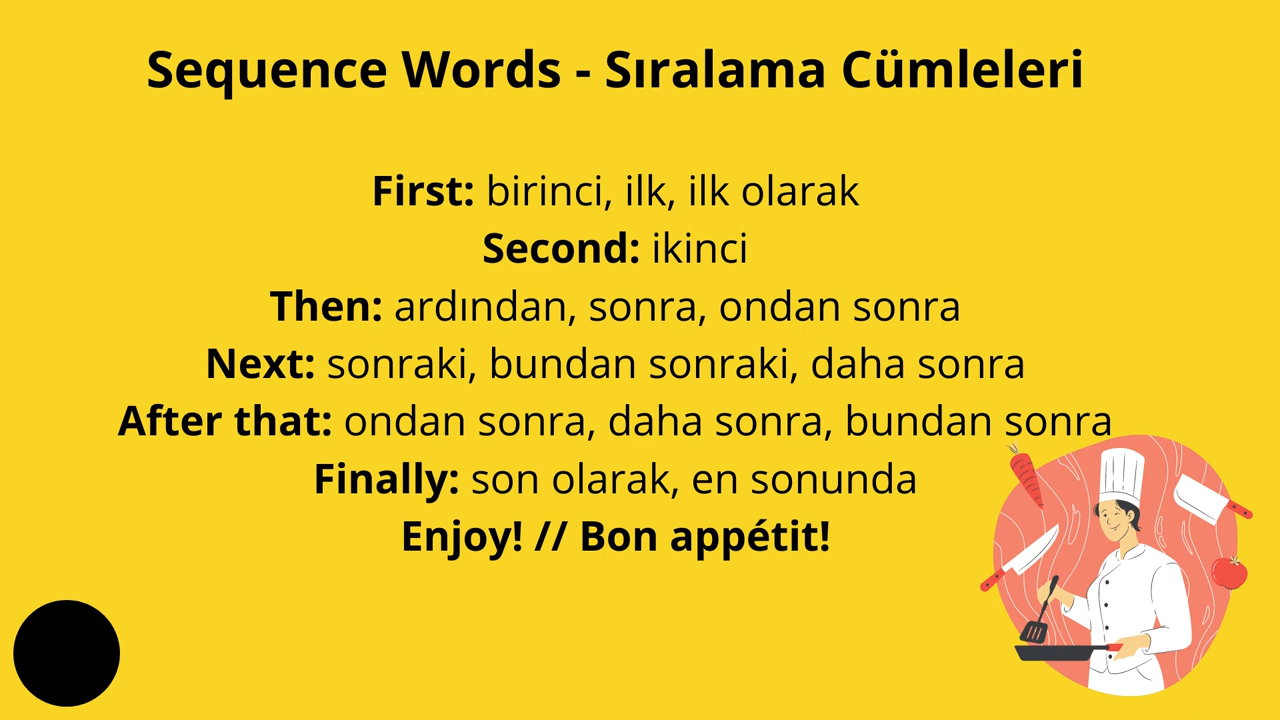 Sequence Words - Sıralama Cümleleri
First: birinci, ilk, ilk olarak
Second: ikinci
Then: ardından, sonra, ondan sonra
Next: sonraki, bundan sonraki, daha sonra
After that: ondan sonra, daha sonra, bundan sonra
Finally: son olarak, en sonunda
Enjoy! // Bon appétit!